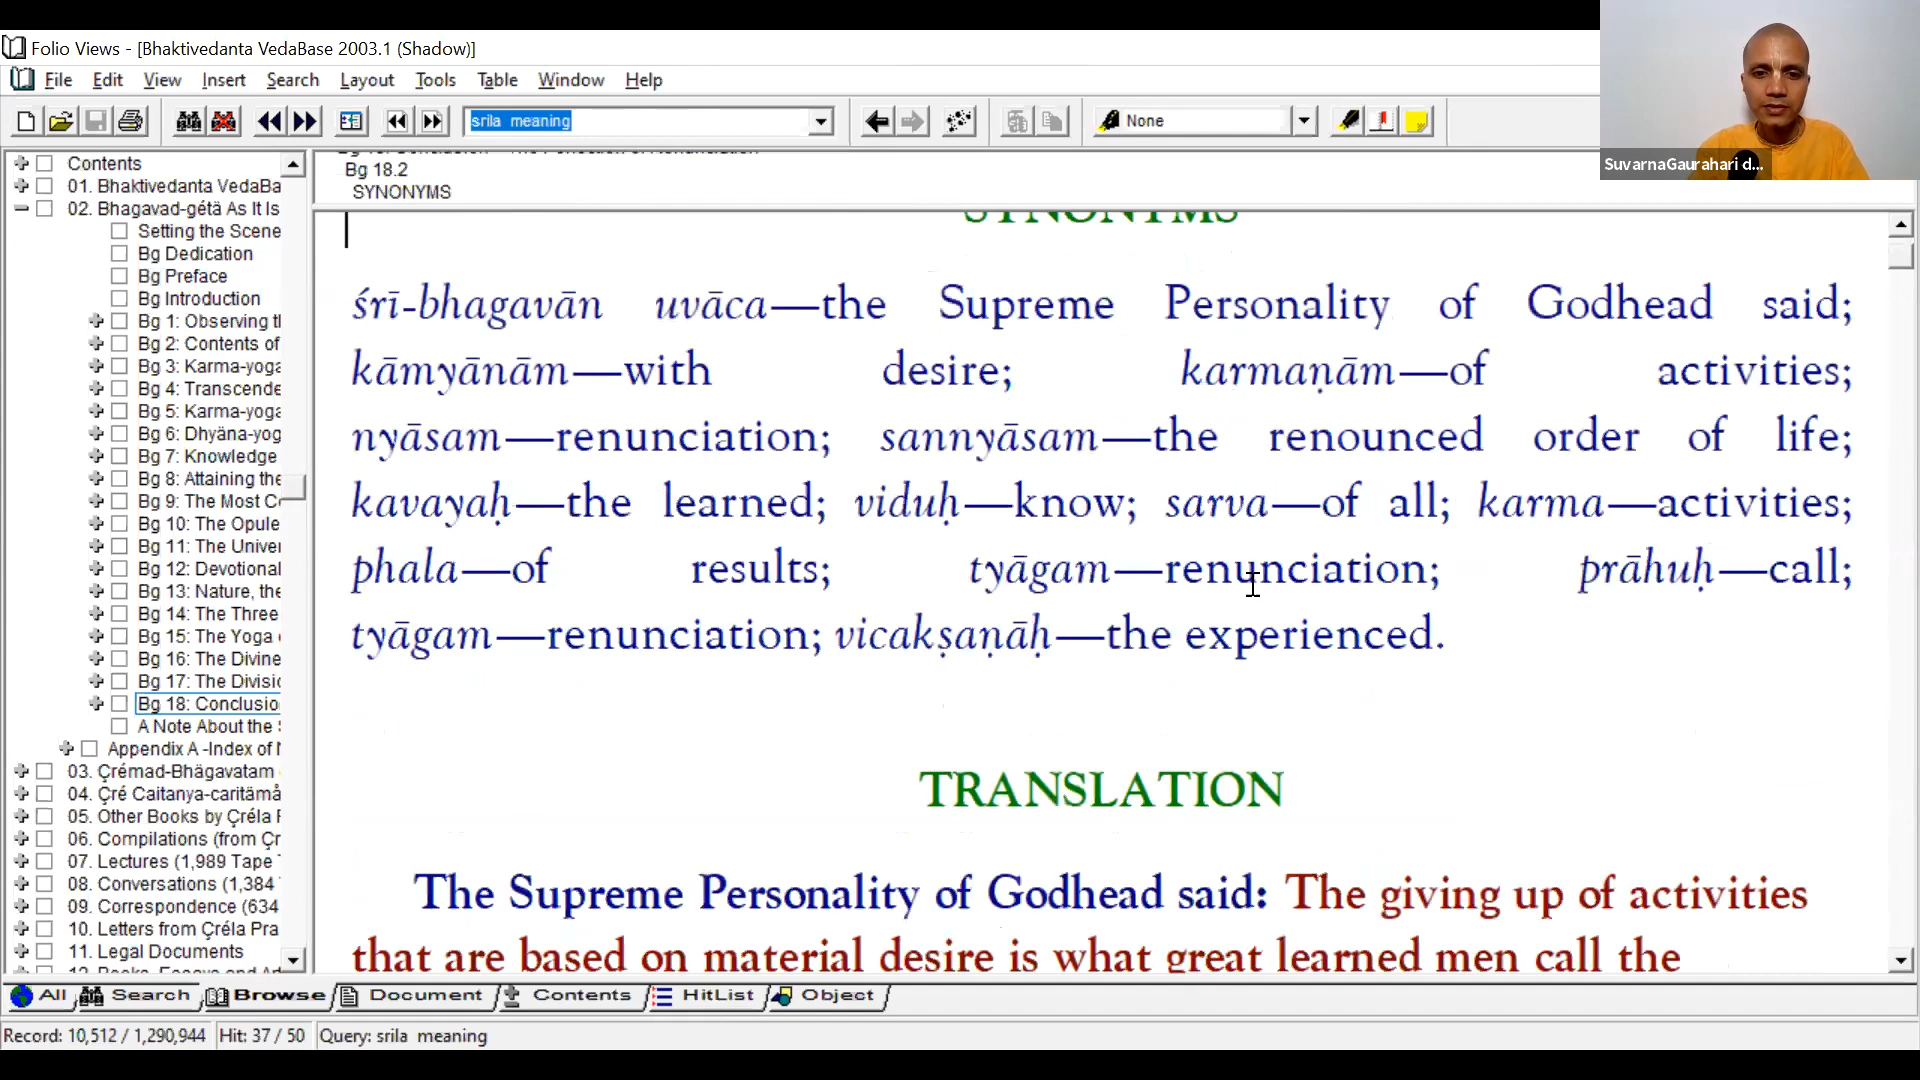 Folio Views - [Bhaktivedanta VedaBase 2003.1 (Shadow)]
File Edit View Insert Search Layout Tools Table Window Help
srila meaning
None
SuvarnaGaurahari d...
Contents
01. Bhaktivedanta VedaBa
02. Bhagavad-gétä As It Is
Setting the Scene
Bg Dedication
Bg Preface
Bg Introduction
Bg 1: Observing tl
Bg 2: Contents of
Bg 3: Karma-yoga
Bg 4: Transcende
Bg 5: Karma-yoga
Bg 6: Dhyäna-yog
Bg 7: Knowledge
Bg 8: Attaining the
Bg 9: The Most Co
Bg 10: The Opule
Bg 11: The Univer
Bg 12: Devotional
Bg 13: Nature, the
Bg 14: The Three
Bg 15: The Yoga
Bg 16: The Divine
Bg 17: The Divisic
Bg 18: Conclusio
A Note About the
Appendix A -Index of
03. Çrémad-Bhägavatam
04. Çré Caitanya-caritämå
05. Other Books by Çréla
06. Compilations (from Çr
07. Lectures (1,989 Tape
08. Conversations (1,384
09. Correspondence (634
10. Letters from Çréla Pra
11. Legal Documents
Bg 18.2
SYNONYMS
SYNONYMS
śrī-bhagavān uvāca—the Supreme Personality of Godhead said;
kāmyānām—with desire; karmaṇām—of activities;
nyāsam—renunciation; sannyāsam—the renounced order of life;
kavayaḥ—the learned; viduḥ—know; sarva—of all; karma—activities;
phala—of results; tyāgam—renunciation; prāhuḥ—call;
tyāgam—renunciation; vicakṣaṇāḥ—the experienced.
TRANSLATION
The Supreme Personality of Godhead said: The giving up of activities
that are based on material desire is what great learned men call the
All Search Browse Document Contents HitList Object
Record: 10,512 / 1,290,944 Hit: 37 / 50 Query: srila meaning